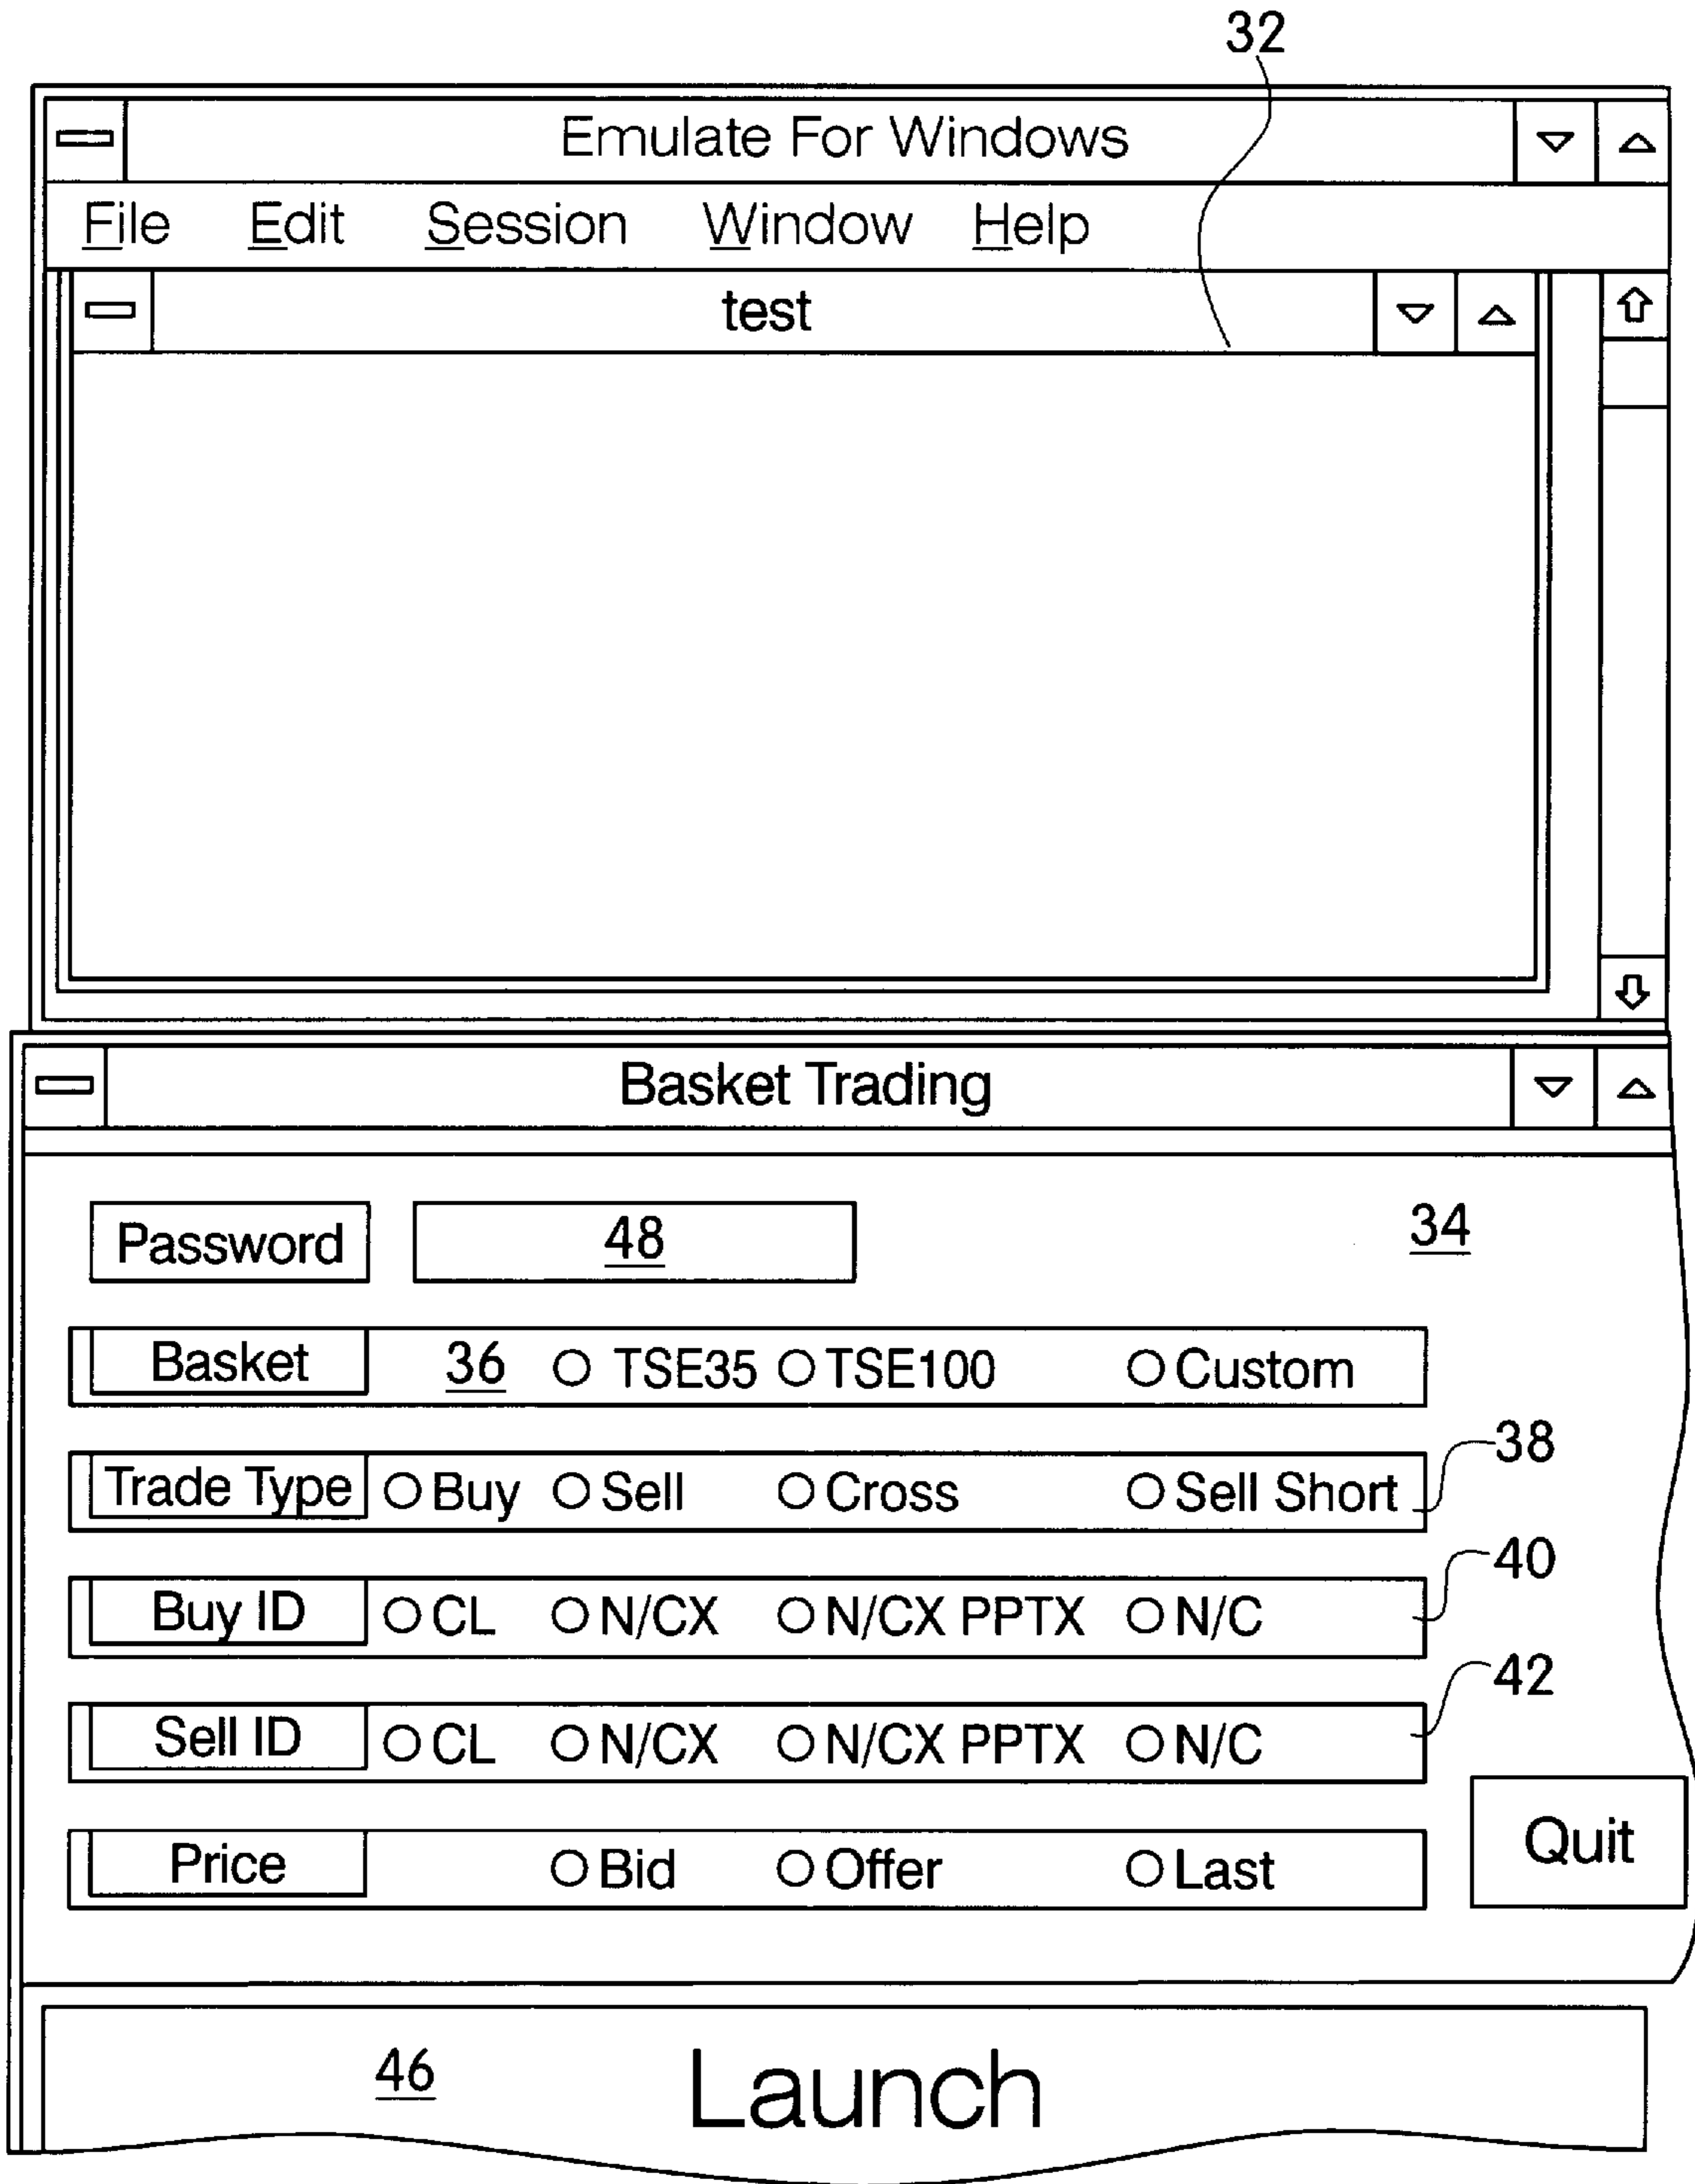 32
Emulate For Windows
File Edit Session Window Help
test
Basket Trading
Password 48 34
Basket 36 TSE35 TSE100 Custom
38
Trade Type Buy Sell Cross Sell Short
40
Buy ID CL N/CX N/CX PPTX N/C
42
Sell ID CL N/CX N/CX PPTX N/C
Quit
Price Bid Offer Last
46 Launch